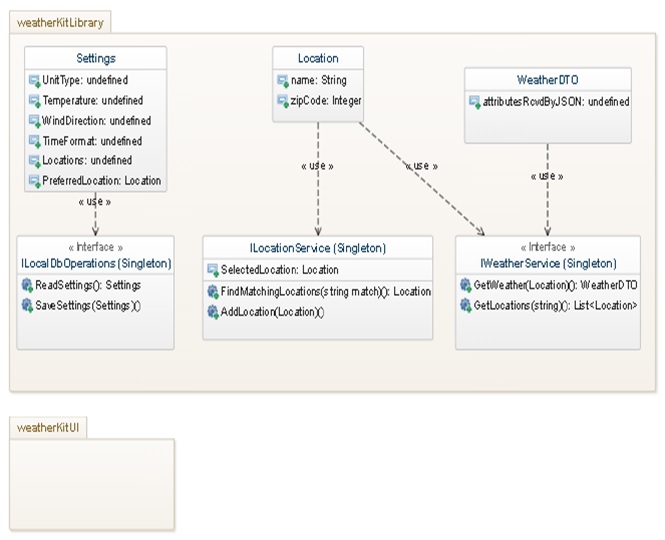 weatherKitLibrary
Settings
UnitType: undefined
Temperature: undefined
WindDirection: undefined
TimeFormat: undefined
Locations: undefined
PreferredLocation: Location
Location
name: String
zipCode: Integer
WeatherDTO
attributesRcvdByJSON: undefined
« use »
« use »
« use »
« use »
« Interface »
ILocalDbOperations (Singleton)
ReadSettings(): Settings
SaveSettings(Settings)()
ILocationService (Singleton)
SelectedLocation: Location
FindMatchingLocations(string match)(): Location
AddLocation(Location)()
« Interface »
IWeatherService (Singleton)
GetWeather(Location)(): WeatherDTO
GetLocations(string)(): List<Location>
weatherKitUI